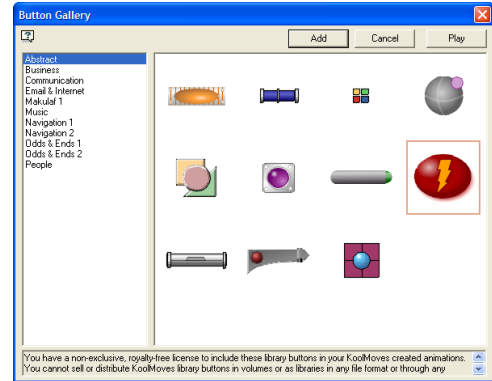 Button Gallery
Add
Cancel
Play
Abstract
Business
Communication
Email & Internet
Makulaf 1
Music
Navigation 1
Navigation 2
Odds & Ends 1
Odds & Ends 2
People
You have a non-exclusive, royalty-free license to include these library buttons in your KoolMoves created animations.
You cannot sell or distribute KoolMoves library buttons in volumes or as libraries in any file format or through any